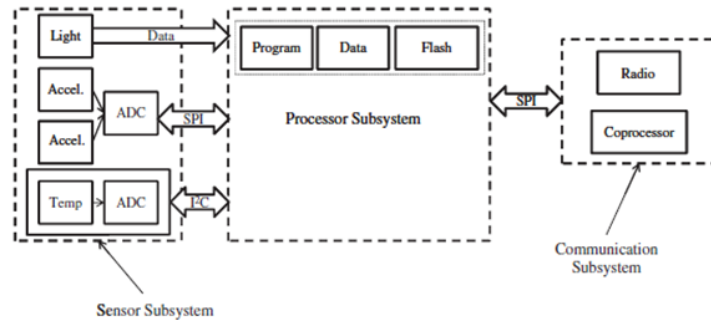 Light
Data
Program
Data
Flash
Accel.
ADC
Accel.
SPI
Processor Subsystem
SPI
Radio
Coprocessor
Temp
ADC
I²C
Communication
Subsystem
Sensor Subsystem